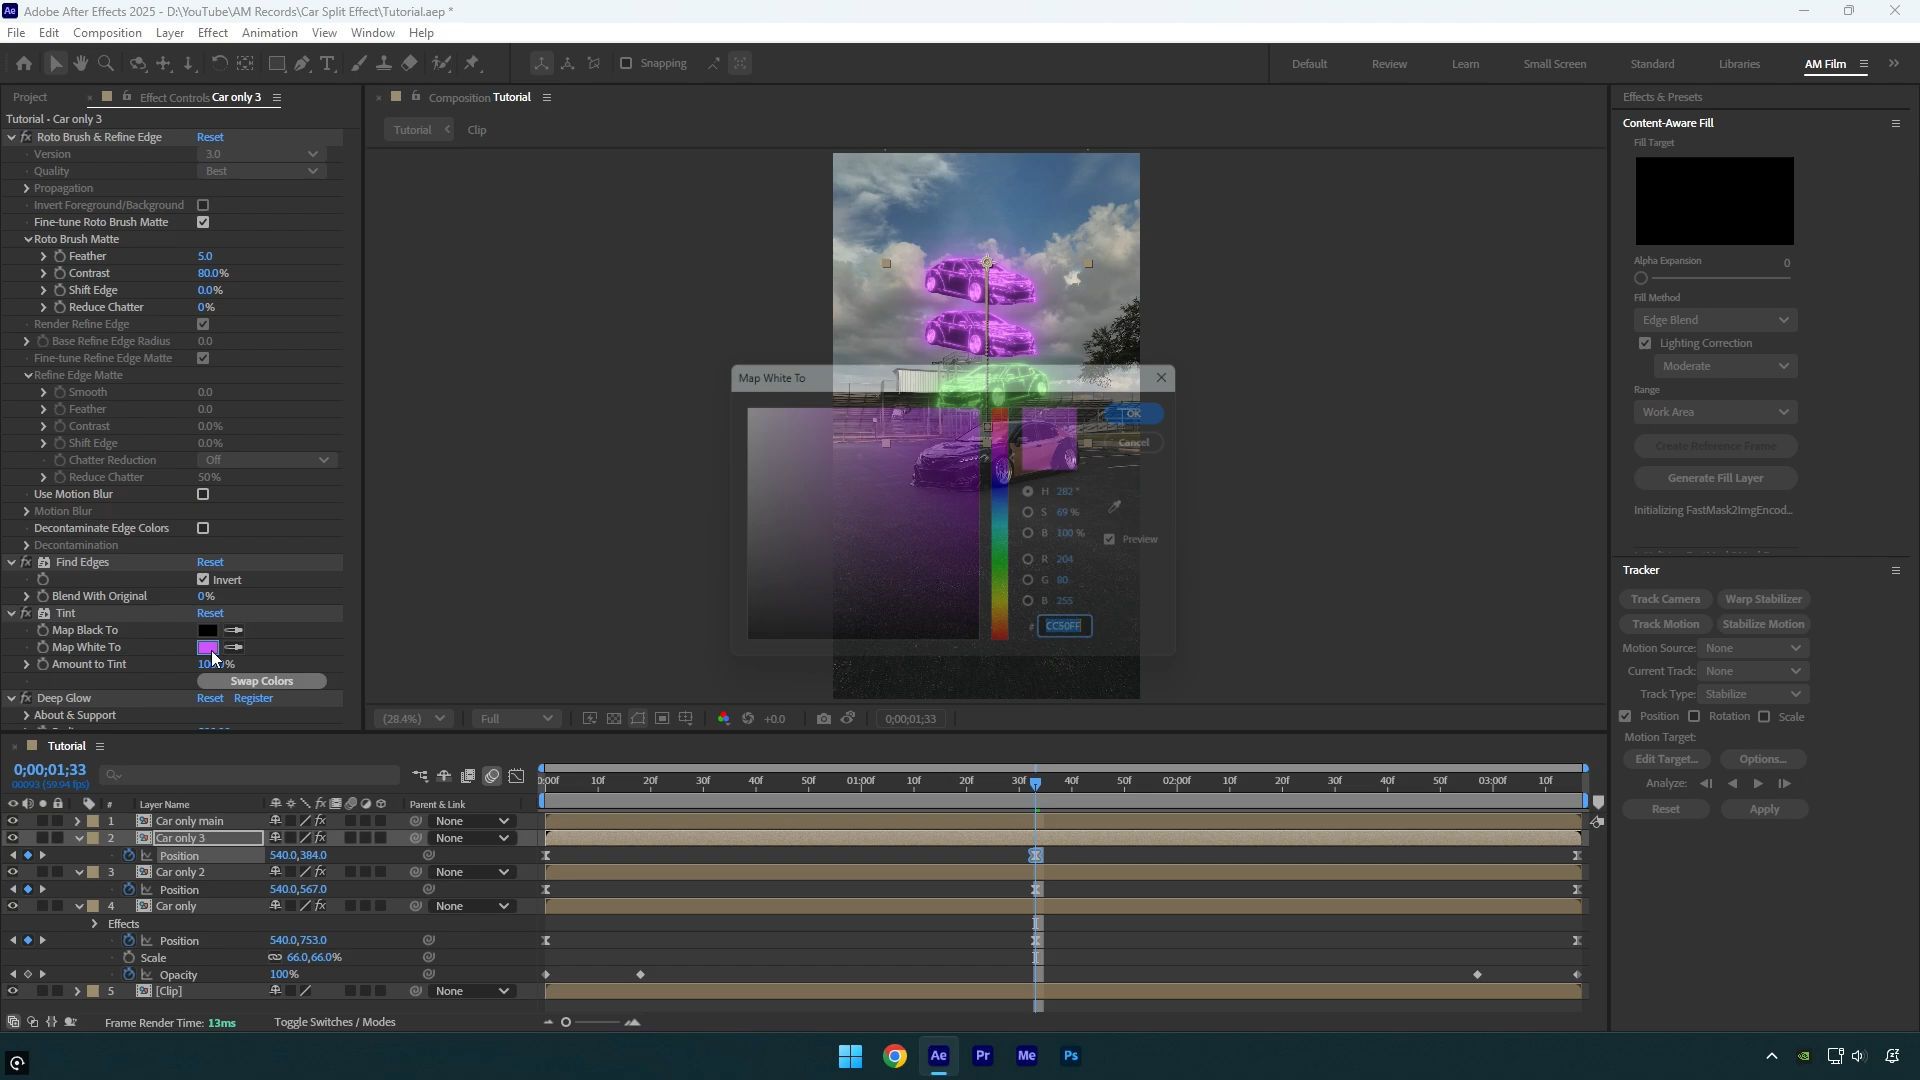 Adobe After Effects 2025 - D:\YouTube\AM Records\Car Split Effect\Tutorial.aep *
File Edit Composition Layer Effect Animation View Window Help
Snapping
Default Review Learn Small Screen Standard Libraries AM Film
Project Effect Controls Car only 3
Tutorial • Car only 3
Roto Brush & Refine Edge Reset
Version 3.0
Quality Best
Propagation
Invert Foreground/Background
Fine-tune Roto Brush Matte
Roto Brush Matte
Feather 5.0
Contrast 80.0%
Shift Edge 0.0%
Reduce Chatter 0%
Render Refine Edge
Base Refine Edge Radius 0.0
Fine-tune Refine Edge Matte
Refine Edge Matte
Smooth 0.0
Feather 0.0
Contrast 0.0%
Shift Edge 0.0%
Chatter Reduction Off
Reduce Chatter 50%
Use Motion Blur
Motion Blur
Decontaminate Edge Colors
Decontamination
Find Edges Reset
Invert
Blend With Original 0%
Tint Reset
Map Black To
Map White To
Amount to Tint
Swap Colors
Deep Glow Reset Register
About & Support
Composition Tutorial
Tutorial Clip
Map White To
OK
Cancel
H 282 °
S 69 %
B 100 %
Preview
R 204
G 80
B 255
# CC50FF
(28.4%) Full +0.0 0;00;01;33
Effects & Presets
Content-Aware Fill
Fill Target
Alpha Expansion 0
Fill Method
Edge Blend
Lighting Correction
Moderate
Range
Work Area
Create Reference Frame
Generate Fill Layer
Initializing FastMask2ImgEncod...
Tracker
Track Camera Warp Stabilizer
Track Motion Stabilize Motion
Motion Source: None
Current Track: None
Track Type: Stabilize
Position Rotation Scale
Motion Target:
Edit Target... Options...
Analyze:
Reset Apply
Tutorial
0;00;01;33
00093 (59.94 fps)
0:00f 10f 20f 30f 40f 50f 01:00f 10f 20f 30f 40f 50f 02:00f 10f 20f 30f 40f 50f 03:00f 10f
# Layer Name Parent & Link
1 Car only main None
2 Car only 3 None
Position 540.0,384.0
3 Car only 2 None
Position 540.0,567.0
4 Car only None
Effects
Position 540.0,753.0
Scale 66.0,66.0%
Opacity 100%
5 [Clip] None
Frame Render Time: 13ms Toggle Switches / Modes
Ae Pr Me Ps